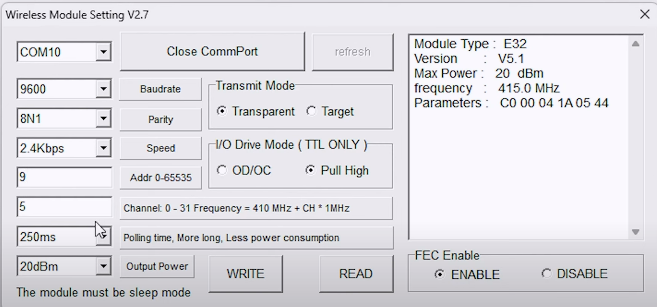 Wireless Module Setting V2.7
COM10
Close CommPort
refresh
9600
Baudrate
8N1
Parity
2.4Kbps
Speed
9
Addr 0-65535
5
Channel: 0 - 31 Frequency = 410 MHz + CH * 1MHz
250ms
Polling time, More long, Less power consumption
20dBm
Output Power
The module must be sleep mode
Transmit Mode
Transparent
Target
I/O Drive Mode ( TTL ONLY )
OD/OC
Pull High
WRITE
READ
Module Type : E32
Version : V5.1
Max Power : 20 dBm
frequency : 415.0 MHz
Parameters : C0 00 04 1A 05 44
FEC Enable
ENABLE
DISABLE